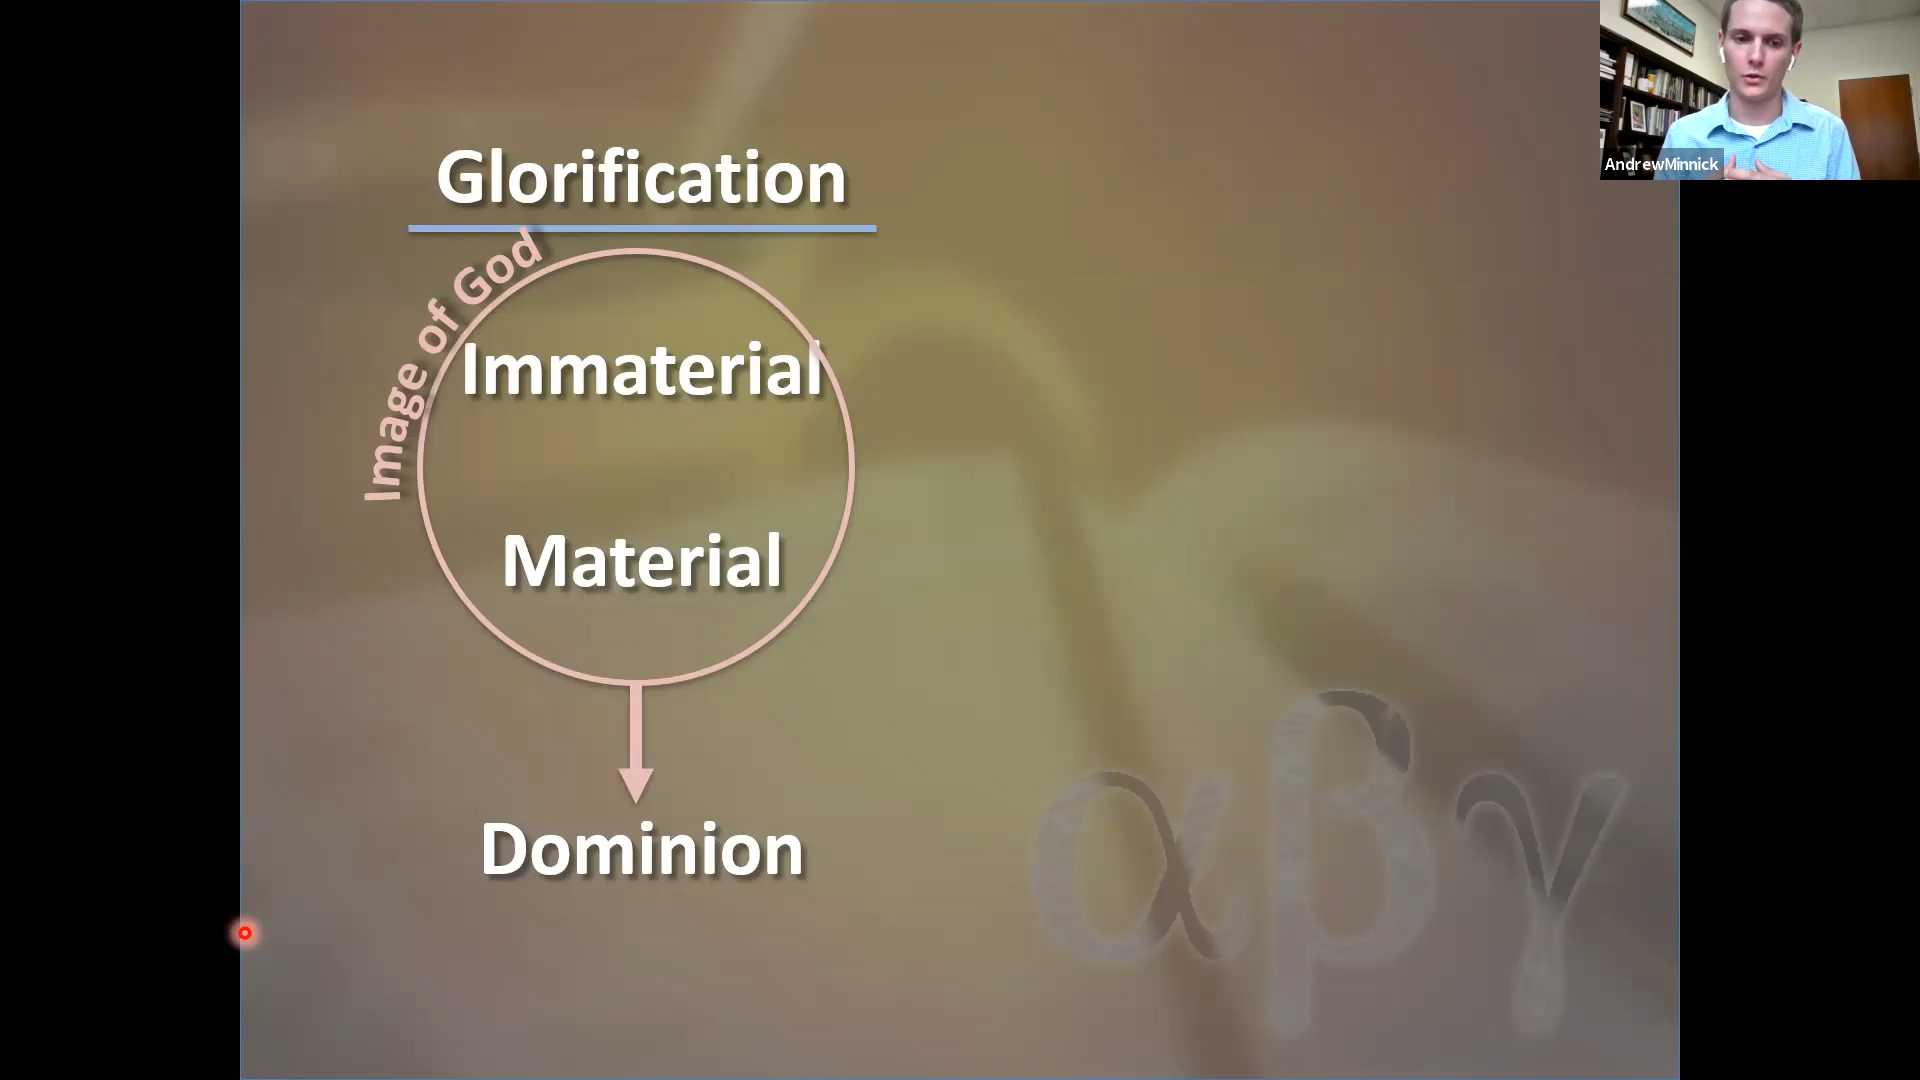 AndrewMinnick
Glorification
Image of God
Immaterial
Material
Dominion
αβγ